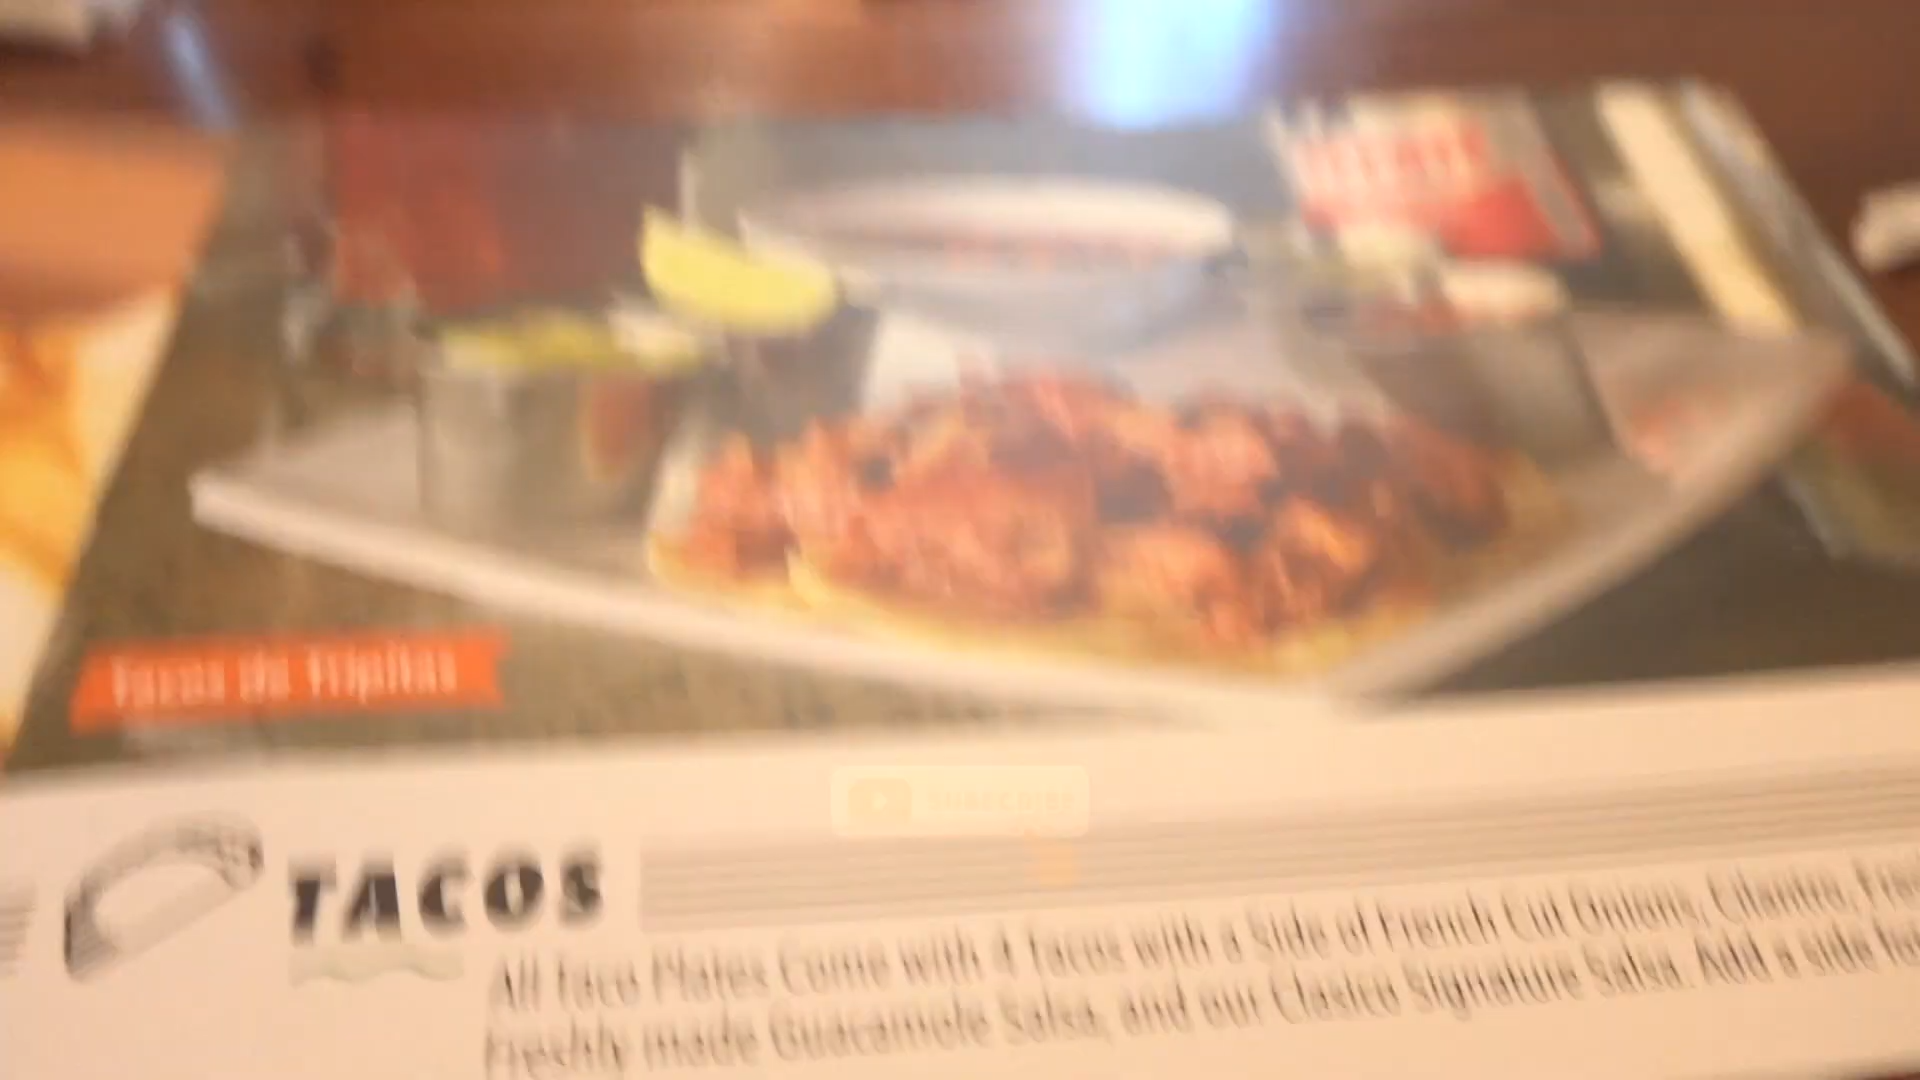 Tacos de Tripitas
TACOS
All Taco Plates Come with 4 Tacos with a Side of French Cut Onions, Cilantro,
Freshly made Guacamole Salsa, and our Clasico Signature Salsa. Add a side
SUBSCRIBE